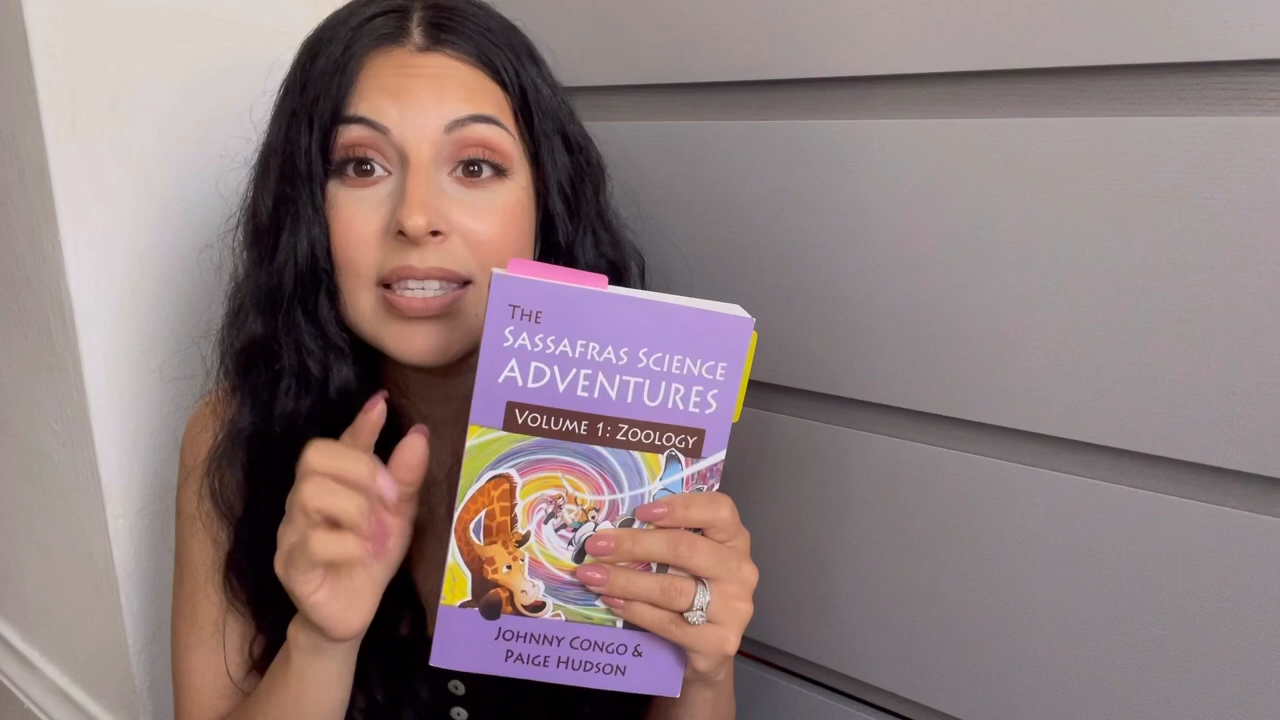 THE
SASSAFRAS SCIENCE
ADVENTURES
VOLUME 1: ZOOLOGY
JOHNNY CONGO &
PAIGE HUDSON